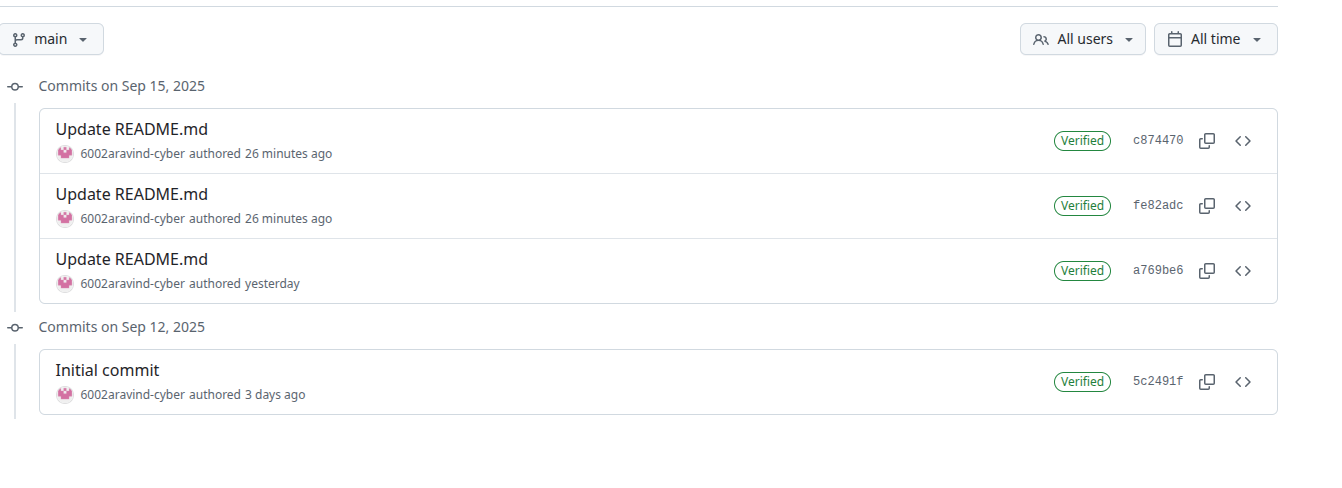 main
All users
All time
Commits on Sep 15, 2025
Update README.md
Verified
c874470
6002aravind-cyber authored 26 minutes ago
Update README.md
Verified
fe82adc
6002aravind-cyber authored 26 minutes ago
Update README.md
Verified
a769be6
6002aravind-cyber authored yesterday
Commits on Sep 12, 2025
Initial commit
Verified
5c2491f
6002aravind-cyber authored 3 days ago